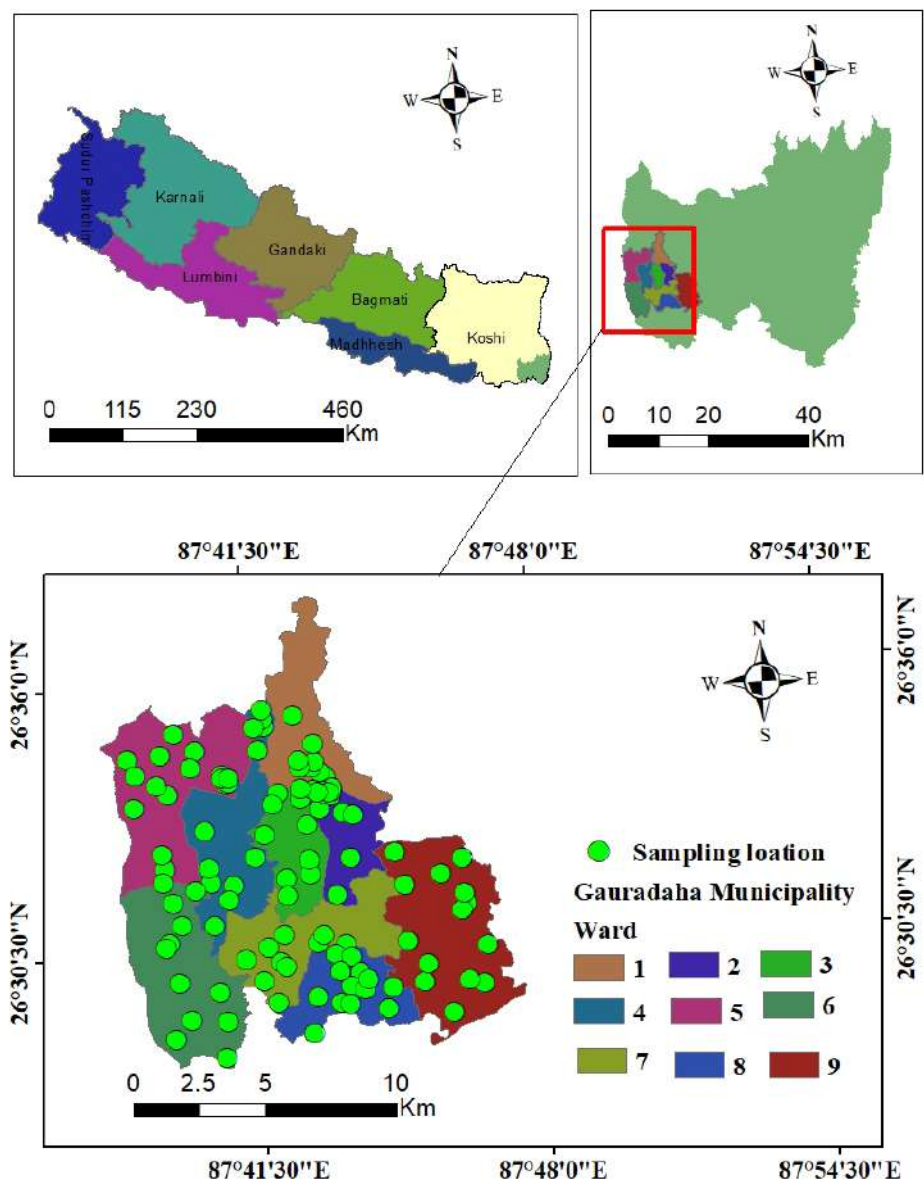 N
W E
S
Sudur Pashchim
Karnali
Gandaki
Lumbini
Bagmati
Madhhesh
Koshi
0 115 230 460
Km
N
W E
S
0 10 20 40
Km
87°41'30"E 87°48'0"E 87°54'30"E
26°36'0"N
26°36'0"N
N
W E
S
Sampling loation
Gauradaha Municipality
Ward
1 2 3
4 5 6
7 8 9
26°30'30"N
26°30'30"N
0 2.5 5 10
Km
87°41'30"E 87°48'0"E 87°54'30"E